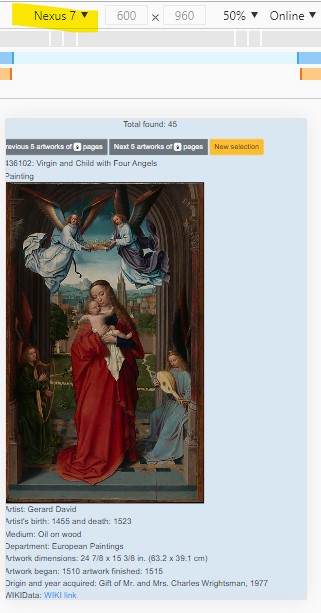 Nexus 7 ▼ 600 x 960 50% ▼ Online ▼
Total found: 45
revious 5 artworks of 9 pages Next 5 artworks of 9 pages New selection
436102: Virgin and Child with Four Angels
Painting
Artist: Gerard David
Artist's birth: 1455 and death: 1523
Medium: Oil on wood
Department: European Paintings
Artwork dimensions: 24 7/8 x 15 3/8 in. (63.2 x 39.1 cm)
Artwork began: 1510 artwork finished: 1515
Origin and year acquired: Gift of Mr. and Mrs. Charles Wrightsman, 1977
WIKIData: WIKI link